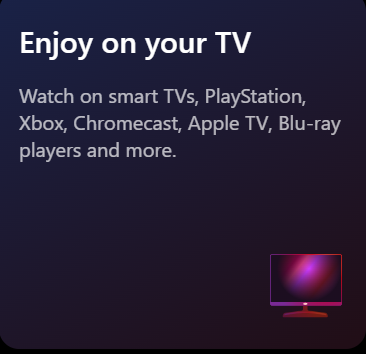 Enjoy on your TV
Watch on smart TVs, PlayStation,
Xbox, Chromecast, Apple TV, Blu-ray
players and more.